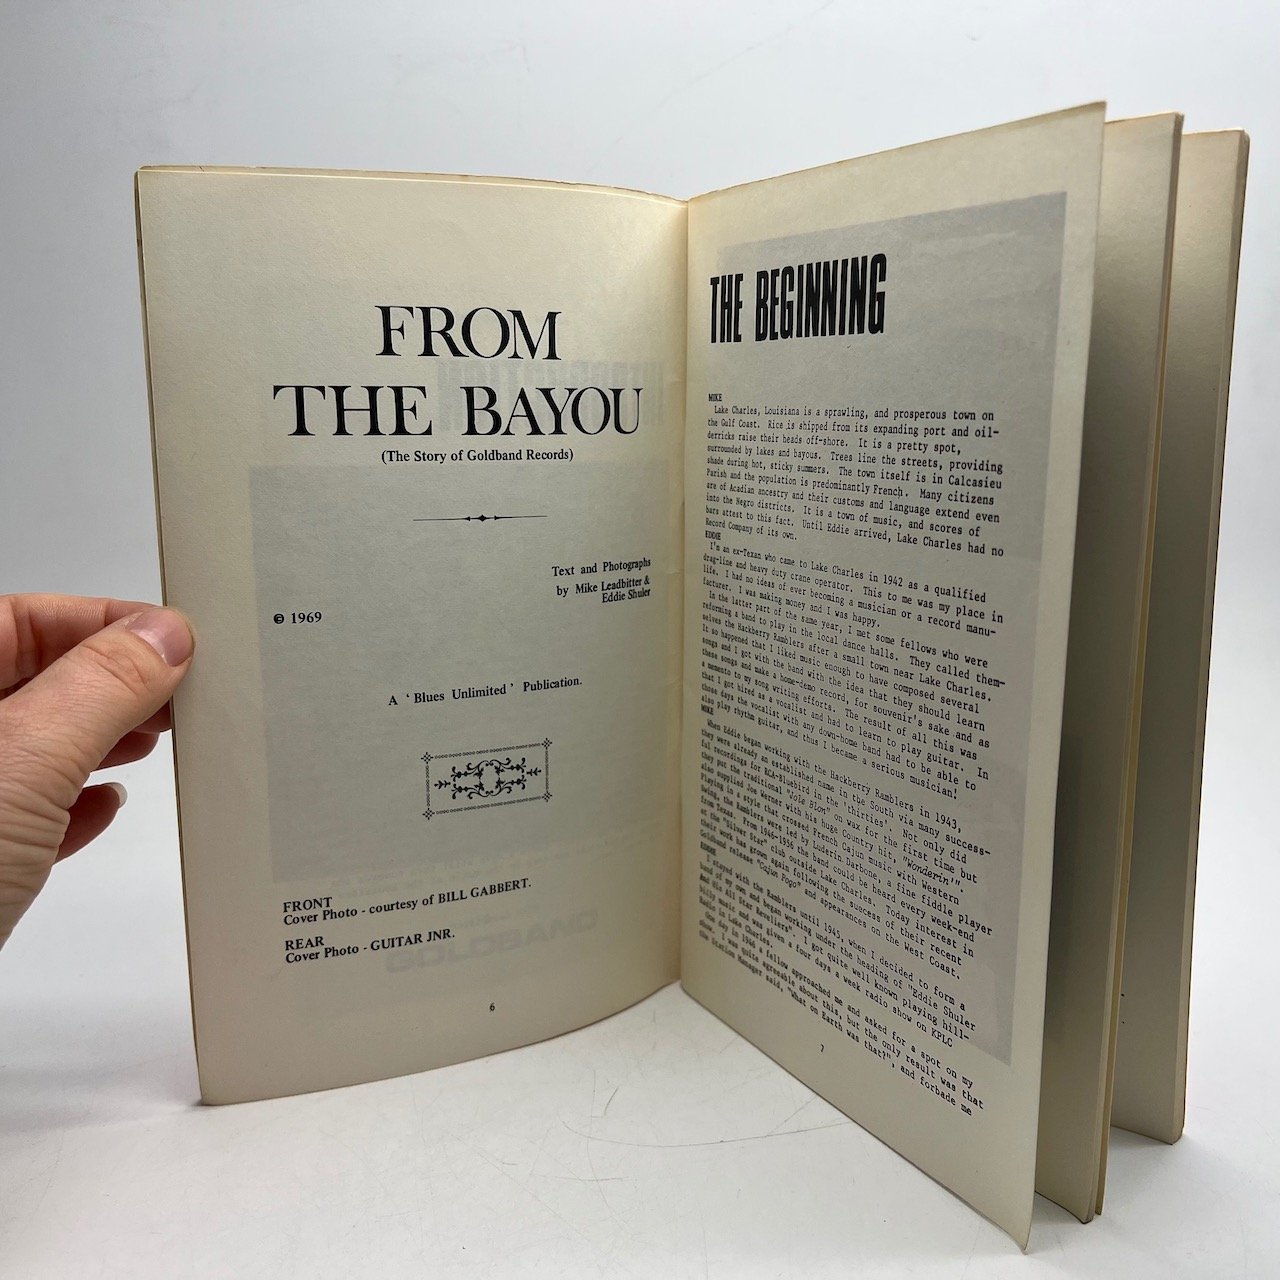 FROM
THE BAYOU
(The Story of Goldband Records)
Text and Photographs
by Mike Leadbitter &
Eddie Shuler
© 1969
A ' Blues Unlimited ' Publication.
FRONT
Cover Photo - courtesy of BILL GABBERT.
REAR
Cover Photo - GUITAR JNR.
6
THE BEGINNING
MIKE
Lake Charles, Louisiana is a sprawling, and prosperous town on
the Gulf Coast. Rice is shipped from its expanding port and oil-
derricks raise their heads off-shore. It is a pretty spot,
surrounded by lakes and bayous. Trees line the streets, providing
shade during hot, sticky summers. The town itself is in Calcasieu
Parish and the population is predominantly French. Many citizens
are of Acadian ancestry and their customs and language extend even
into the Negro districts. It is a town of music, and scores of
bars attest to this fact. Until Eddie arrived, Lake Charles had no
Record Company of its own.
EDDIE
I'm an ex-Texan who came to Lake Charles in 1942 as a qualified
drag-line and heavy duty crane operator. This to me was my place in
life. I had no ideas of ever becoming a musician or a record manu-
facturer. I was making money and I was happy.
In the latter part of the same year, I met some fellows who were
reforming a band to play in the local dance halls. They called them-
selves the Hackberry Ramblers after a small town near Lake Charles.
It so happened that I liked music enough to have composed several
songs and I got with the band with the idea that they should learn
these songs and make a home-demo record, for souvenir's sake and as
a memento to my song writing efforts. The result of all this was
that I got hired as a vocalist and had to learn to play guitar. In
those days the vocalist with any down-home band had to be able to
also play rhythm guitar, and thus I became a serious musician!
MIKE
When Eddie began working with the Hackberry Ramblers in 1943,
they were already an established name in the South via many success-
ful recordings for RCA-Bluebird in the 'thirties'. Not only did
they put the traditional "Jole Blon" on wax for the first time but
also supplied Joe Werner with his huge Country hit, "Wonderin'".
Playing in a style that crossed French Cajun music with Western
Swing, the Ramblers were led by Luderin Darbone, a fine fiddle player
from Texas. From 1946-1956 the band could be heard every week-end
at the "Silver Star" club outside Lake Charles. Today interest in
their work has grown again following the success of their recent
Goldband release "Cajun Pogo" and appearances on the West Coast.
EDDIE
I stayed with the Ramblers until 1945, when I decided to form a
band of my own and began working under the heading of "Eddie Shuler
and His All Star Reveliers". I got quite well known playing hill-
billy music and was given a four days a week radio show on KPLC
Radio in Lake Charles.
One day in 1946 a fellow approached me and asked for a spot on my
show. I was quite agreeable about this, but the only result was that
the Station Manager said, "What on Earth was that?", and forbade me
7